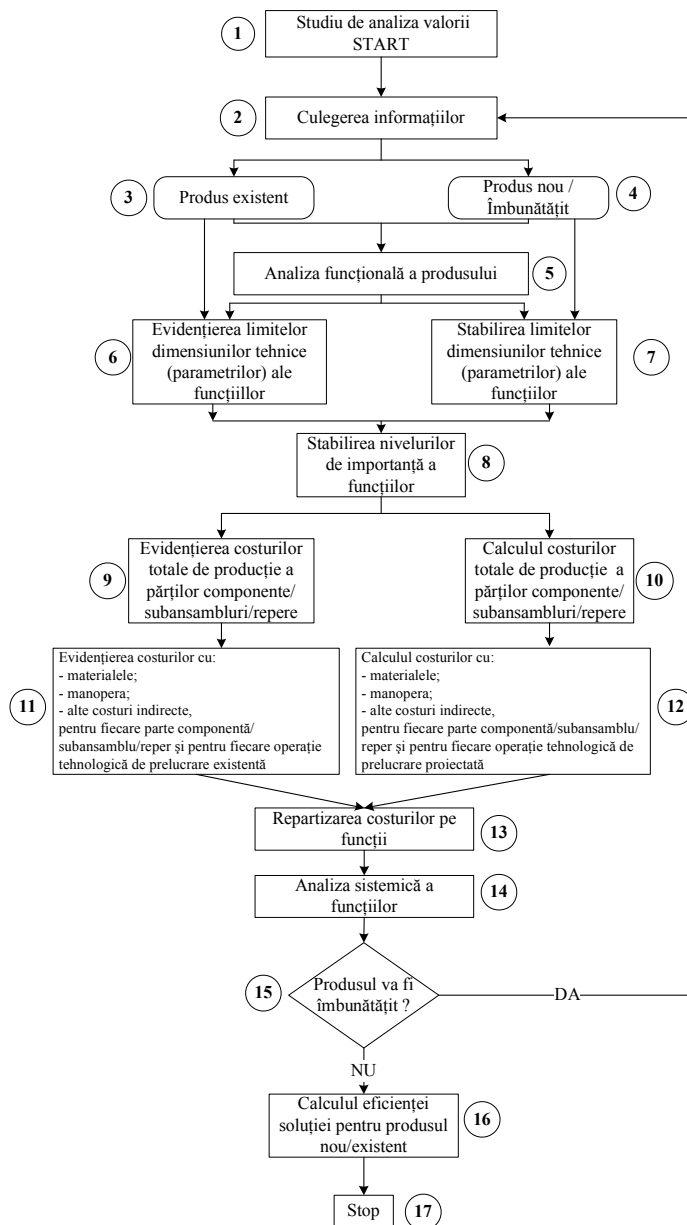 1
Studiu de analiza valorii
START
2
Culegerea informațiilor
3
Produs existent
Produs nou /
Îmbunătățit
4
Analiza funcțională a produsului
5
6
Evidențierea limitelor
dimensiunilor tehnice
(parametrilor) ale
funcțiillor
Stabilirea limitelor
dimensiunilor tehnice
(parametrilor) ale
funcțiilor
7
Stabilirea nivelurilor
de importanță a
funcțiilor
8
9
Evidențierea costurilor
totale de producție a
părților componente/
subansambluri/repere
Calculul costurilor
totale de producție a
părților componente/
subansambluri/repere
10
11
Evidențierea costurilor cu:
- materialele;
- manopera;
- alte costuri indirecte,
pentru fiecare parte componentă/
subansamblu/reper și pentru fiecare operație
tehnologică de prelucrare existentă
Calculul costurilor cu:
- materialele;
- manopera;
- alte costuri indirecte,
pentru fiecare parte componentă/subansamblu/
reper și pentru fiecare operație tehnologică de
prelucrare proiectată
12
Repartizarea costurilor pe
funcții
13
Analiza sistemică a
funcțiilor
14
15
Produsul va fi
îmbunătățit ?
DA
NU
Calculul eficienței
soluției pentru produsul
nou/existent
16
Stop
17